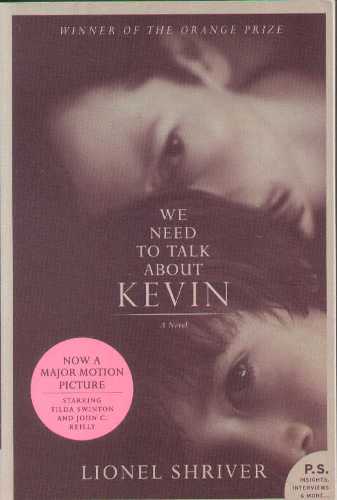 WINNER OF THE ORANGE PRIZE
WE
NEED
TO TALK
ABOUT
KEVIN
A Novel
NOW A
MAJOR MOTION
PICTURE
STARRING
TILDA SWINTON
AND JOHN C.
REILLY
LIONEL SHRIVER
P.S.
INSIGHTS,
INTERVIEWS
& MORE...